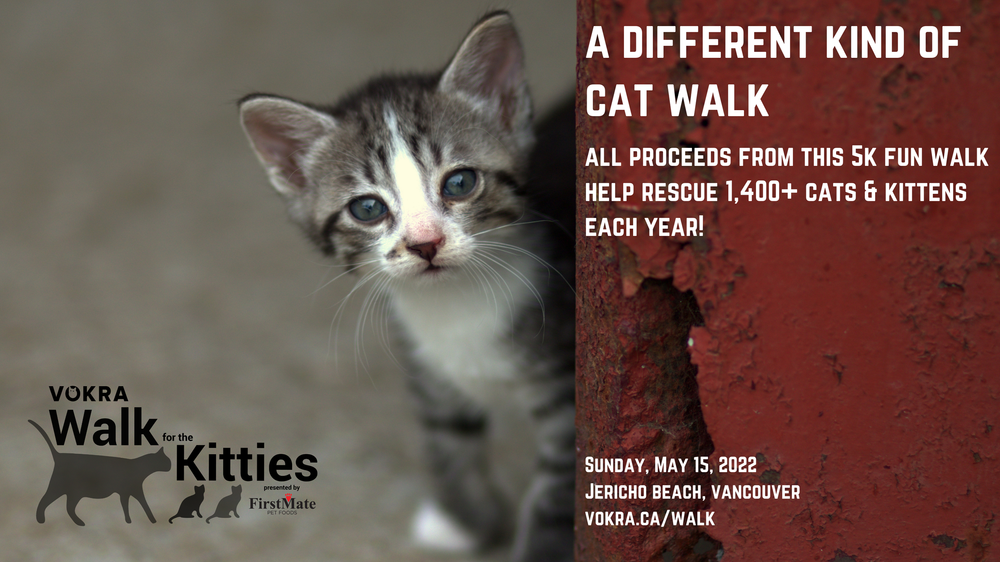 A DIFFERENT KIND OF
CAT WALK
ALL PROCEEDS FROM THIS 5K FUN WALK
HELP RESCUE 1,400+ CATS & KITTENS
EACH YEAR!
VOKRA
Walk for the
Kitties
presented by
FirstMate
PET FOODS
SUNDAY, MAY 15, 2022
JERICHO BEACH, VANCOUVER
VOKRA.CA/WALK